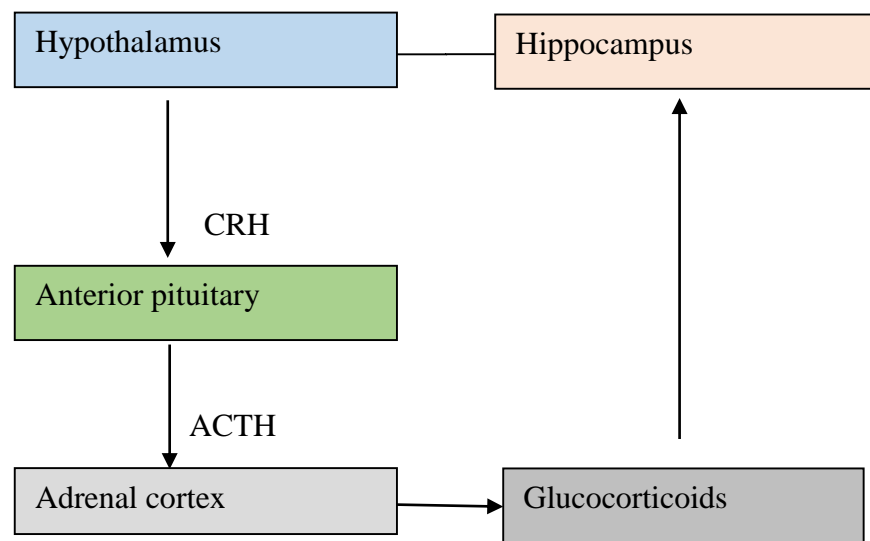 Hypothalamus
Hippocampus
CRH
Anterior pituitary
ACTH
Adrenal cortex
Glucocorticoids